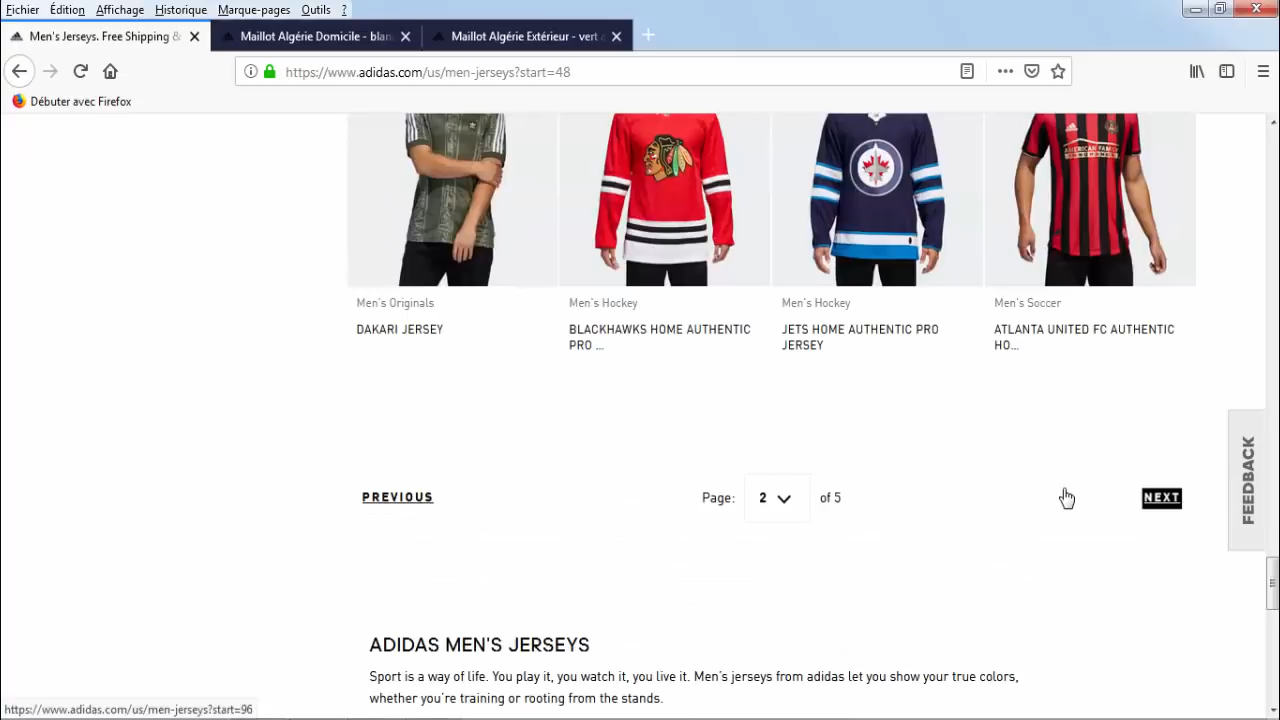 Fichier Édition Affichage Historique Marque-pages Outils ?
Men's Jerseys. Free Shipping &
Maillot Algérie Domicile - blan
Maillot Algérie Extérieur - vert
https://www.adidas.com/us/men-jerseys?start=48
Débuter avec Firefox
AMERICAN FAMILY
Men's Originals
Men's Hockey
Men's Hockey
Men's Soccer
DAKARI JERSEY
BLACKHAWKS HOME AUTHENTIC
PRO ...
JETS HOME AUTHENTIC PRO
JERSEY
ATLANTA UNITED FC AUTHENTIC
HO...
FEEDBACK
PREVIOUS
Page: 2 of 5
NEXT
ADIDAS MEN'S JERSEYS
Sport is a way of life. You play it, you watch it, you live it. Men's jerseys from adidas let you show your true colors,
whether you're training or rooting from the stands.
https://www.adidas.com/us/men-jerseys?start=96